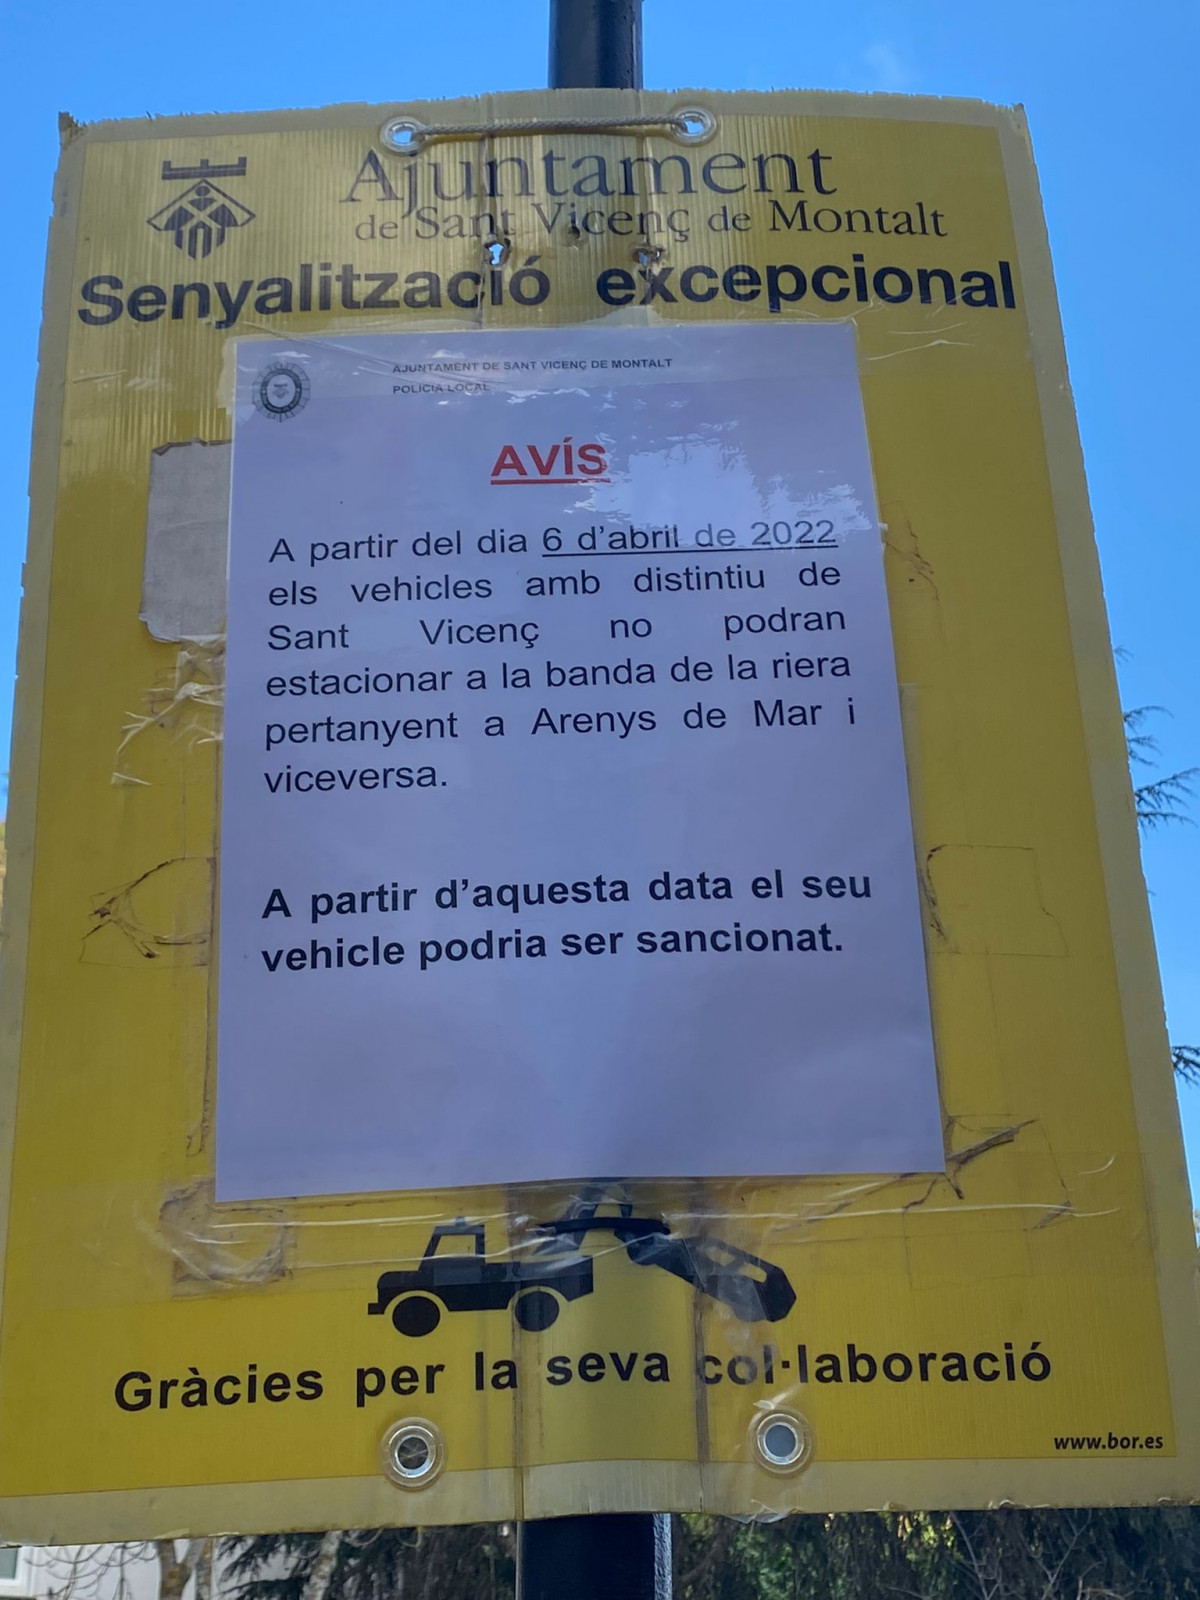 Ajuntament
de Sant Vicenç de Montalt
Senyalització excepcional
AJUNTAMENT DE SANT VICENÇ DE MONTALT
POLICIA LOCAL
AVÍS
A partir del dia 6 d'abril de 2022
els vehicles amb distintiu de
Sant Vicenç no podran
estacionar a la banda de la riera
pertanyent a Arenys de Mar i
viceversa.
A partir d'aquesta data el seu
vehicle podria ser sancionat.
Gràcies per la seva col·laboració
www.bor.es